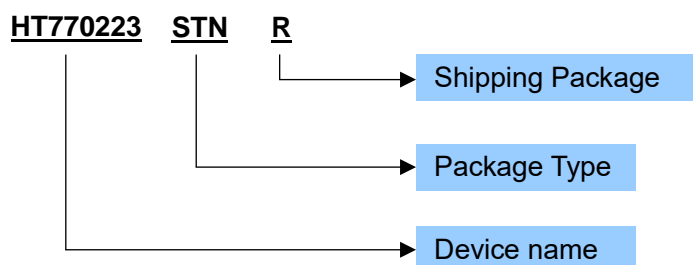 HT770223 STN R
Shipping Package
Package Type
Device name